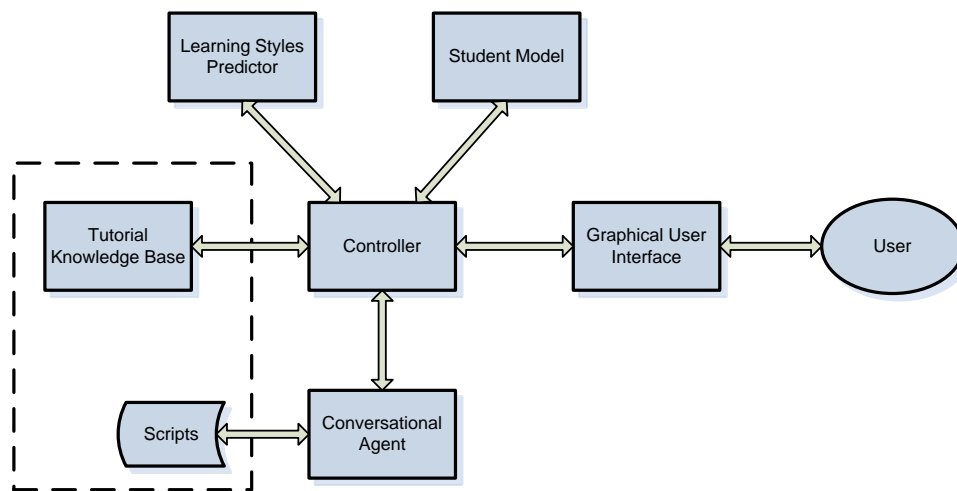 Learning Styles
Predictor
Student Model
Tutorial
Knowledge Base
Controller
Graphical User
Interface
User
Scripts
Conversational
Agent